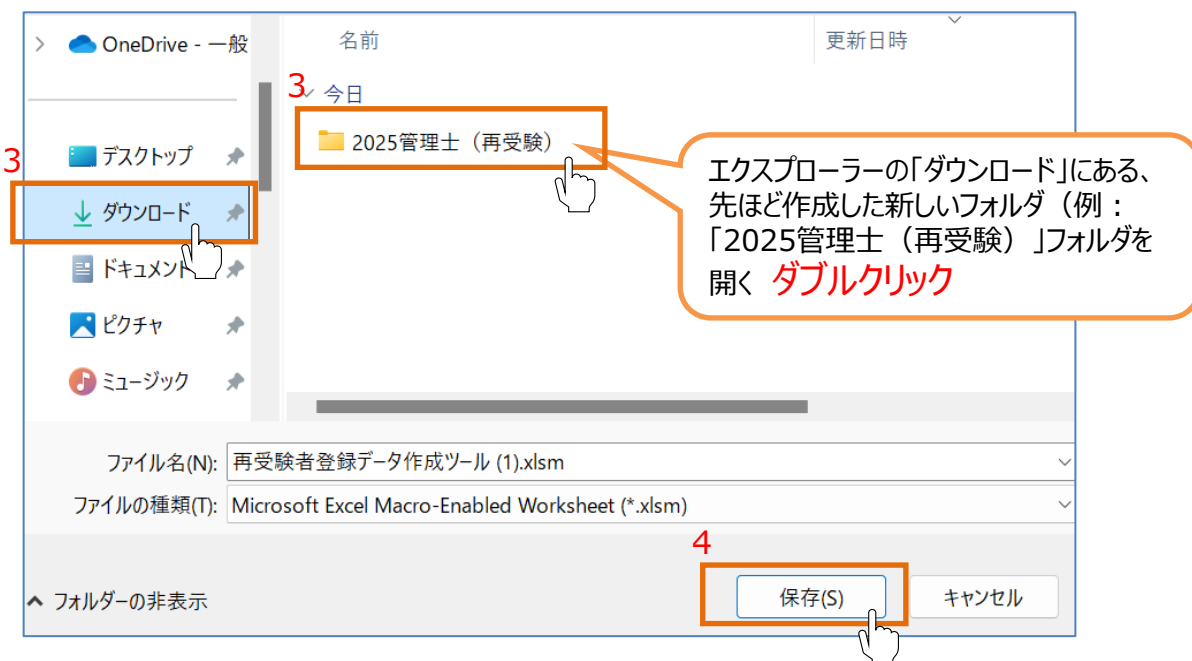 OneDrive - 一般
名前
更新日時
3
今日
2025管理士（再受験）
3
デスクトップ
ダウンロード
ドキュメント
ピクチャ
ミュージック
エクスプローラーの「ダウンロード」にある、
先ほど作成した新しいフォルダ（例：
「2025管理士（再受験）」フォルダを
開く ダブルクリック
ファイル名(N): 再受験者登録データ作成ツール (1).xlsm
ファイルの種類(T): Microsoft Excel Macro-Enabled Worksheet (*.xlsm)
4
フォルダーの非表示
保存(S)
キャンセル